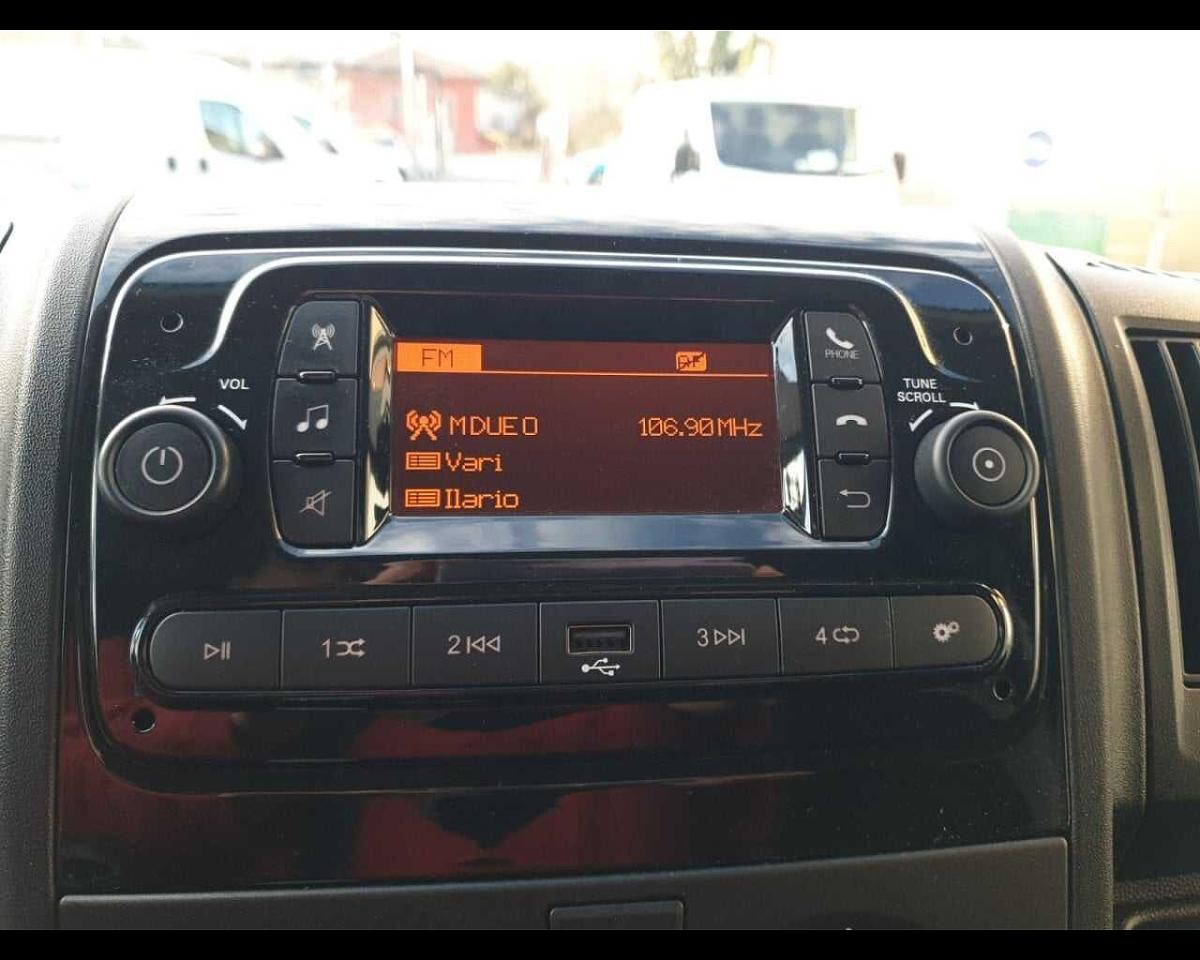 FM
M DUE O 106.90 MHz
Vari
Ilario
VOL
PHONE
TUNE
SCROLL
1
2
3
4